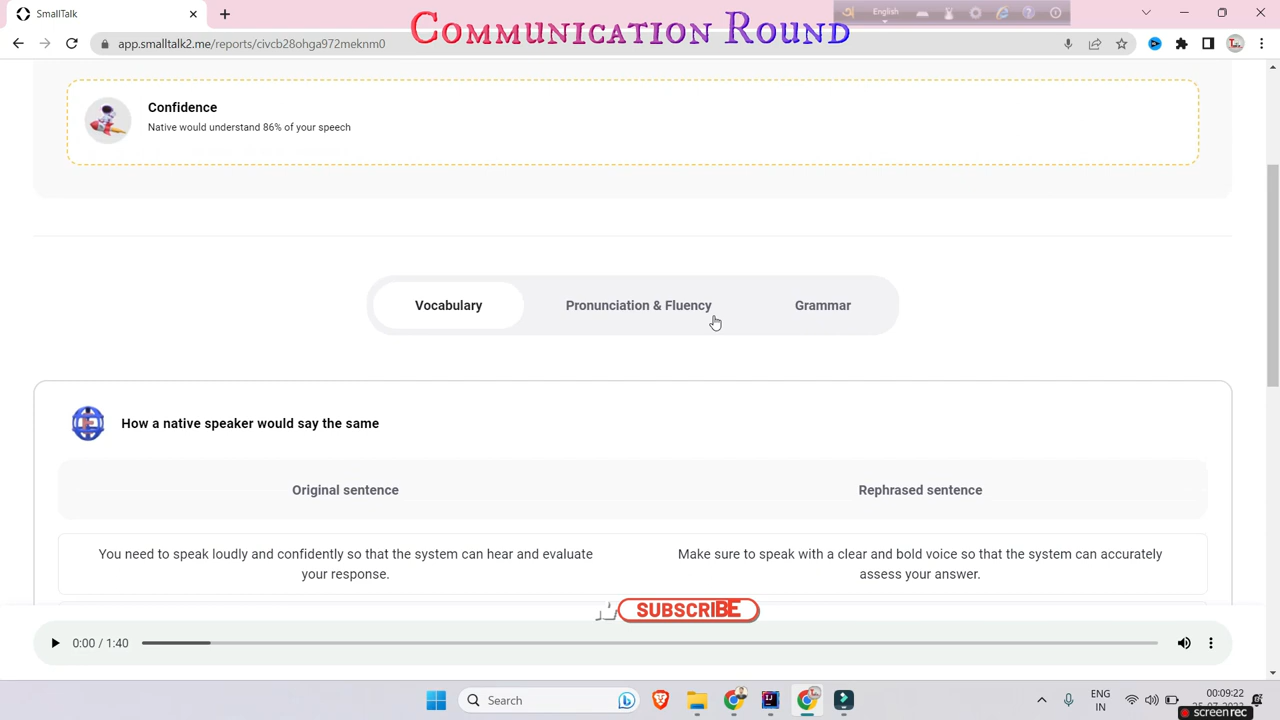 SmallTalk
Communication Round
English
app.smalltalk2.me/reports/civcb28ohga972meknm0
Confidence
Native would understand 86% of your speech
Vocabulary
Pronunciation & Fluency
Grammar
How a native speaker would say the same
Original sentence
Rephrased sentence
You need to speak loudly and confidently so that the system can hear and evaluate
your response.
Make sure to speak with a clear and bold voice so that the system can accurately
assess your answer.
SUBSCRIBE
0:00 / 1:40
Search
ENG
IN
00:09:22
screenrec